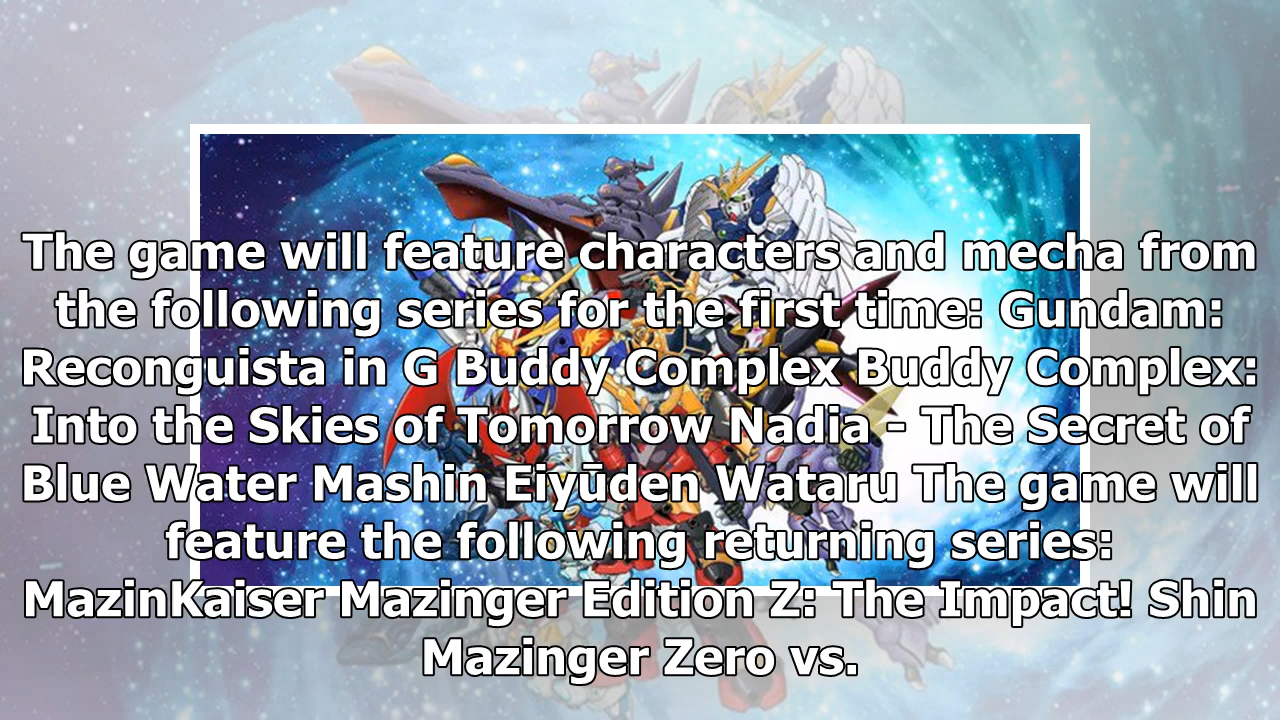 The game will feature characters and mecha from
the following series for the first time: Gundam:
Reconguista in G Buddy Complex Buddy Complex:
Into the Skies of Tomorrow Nadia - The Secret of
Blue Water Mashin Eiyūden Wataru The game will
feature the following returning series:
MazinKaiser Mazinger Edition Z: The Impact! Shin
Mazinger Zero vs.